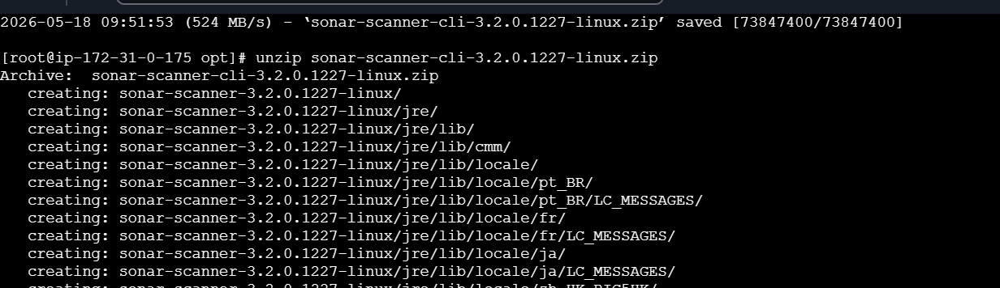 2026-05-18 09:51:53 (524 MB/s) - ‘sonar-scanner-cli-3.2.0.1227-linux.zip’ saved [73847400/73847400]
[root@ip-172-31-0-175 opt]# unzip sonar-scanner-cli-3.2.0.1227-linux.zip
Archive:  sonar-scanner-cli-3.2.0.1227-linux.zip
   creating: sonar-scanner-3.2.0.1227-linux/
   creating: sonar-scanner-3.2.0.1227-linux/jre/
   creating: sonar-scanner-3.2.0.1227-linux/jre/lib/
   creating: sonar-scanner-3.2.0.1227-linux/jre/lib/cmm/
   creating: sonar-scanner-3.2.0.1227-linux/jre/lib/locale/
   creating: sonar-scanner-3.2.0.1227-linux/jre/lib/locale/pt_BR/
   creating: sonar-scanner-3.2.0.1227-linux/jre/lib/locale/pt_BR/LC_MESSAGES/
   creating: sonar-scanner-3.2.0.1227-linux/jre/lib/locale/fr/
   creating: sonar-scanner-3.2.0.1227-linux/jre/lib/locale/fr/LC_MESSAGES/
   creating: sonar-scanner-3.2.0.1227-linux/jre/lib/locale/ja/
   creating: sonar-scanner-3.2.0.1227-linux/jre/lib/locale/ja/LC_MESSAGES/